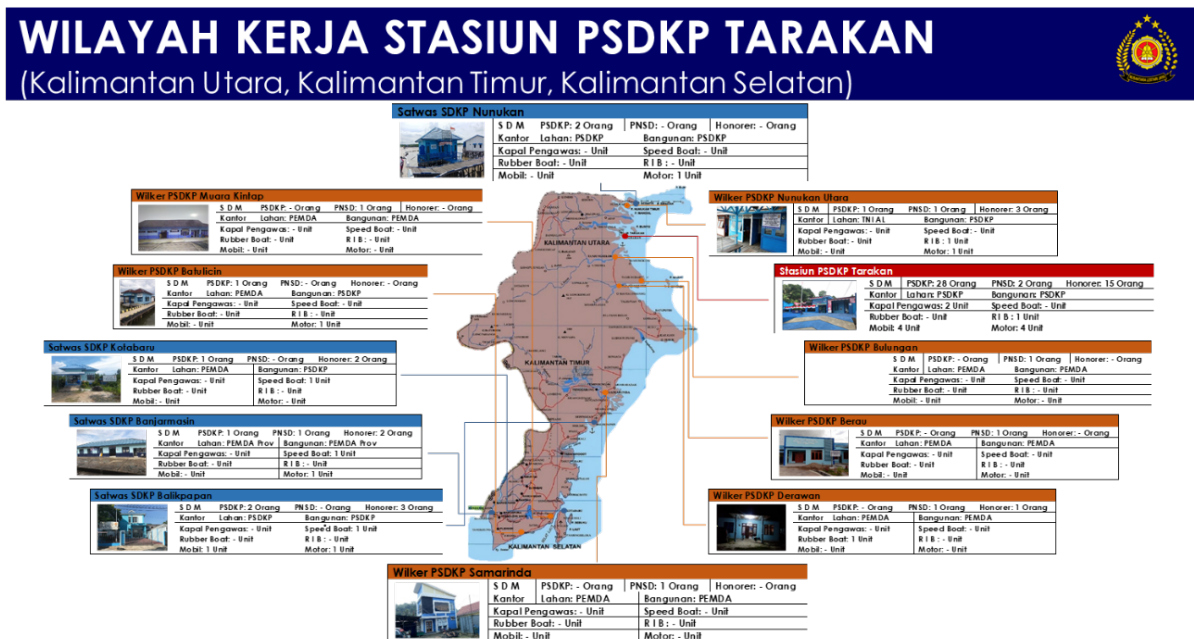 WILAYAH KERJA STASIUN PSDKP TARAKAN
(Kalimantan Utara, Kalimantan Timur, Kalimantan Selatan)
Satwas SDKP Nunukan
S D M PSDKP: 2 Orang PNSD: - Orang Honorer: - Orang
Kantor Lahan: PSDKP Bangunan: PSDKP
Kapal Pengawas: - Unit Speed Boat: - Unit
Rubber Boat: - Unit R I B : - Unit
Mobil: - Unit Motor: 1 Unit
Wilker PSDKP Muara Kintap
S D M PSDKP: - Orang PNSD: 1 Orang Honorer: - Orang
Kantor Lahan: PEMDA Bangunan: PEMDA
Kapal Pengawas: - Unit Speed Boat: - Unit
Rubber Boat: - Unit R I B : - Unit
Mobil: - Unit Motor: - Unit
Wilker PSDKP Nunukan Utara
S D M PSDKP: 1 Orang PNSD: 1 Orang Honorer: 3 Orang
Kantor Lahan: TNIAL Bangunan: PSDKP
Kapal Pengawas: - Unit Speed Boat: - Unit
Rubber Boat: - Unit R I B : 1 Unit
Mobil: - Unit Motor: 1 Unit
Wilker PSDKP Batulicin
S D M PSDKP: 1 Orang PNSD: - Orang Honorer: - Orang
Kantor Lahan: PEMDA Bangunan: PSDKP
Kapal Pengawas: - Unit Speed Boat: - Unit
Rubber Boat: - Unit R I B : - Unit
Mobil: - Unit Motor: 1 Unit
Stasiun PSDKP Tarakan
S D M PSDKP: 28 Orang PNSD: 2 Orang Honorer: 15 Orang
Kantor Lahan: PSDKP Bangunan: PSDKP
Kapal Pengawas: 2 Unit Speed Boat: - Unit
Rubber Boat: - Unit R I B : 1 Unit
Mobil: 4 Unit Motor: 4 Unit
Satwas SDKP Kotabaru
S D M PSDKP: 1 Orang PNSD: - Orang Honorer: 2 Orang
Kantor Lahan: PEMDA Bangunan: PSDKP
Kapal Pengawas: - Unit Speed Boat: 1 Unit
Rubber Boat: - Unit R I B : - Unit
Mobil: - Unit Motor: - Unit
Wilker PSDKP Bulungan
S D M PSDKP: - Orang PNSD: 1 Orang Honorer: - Orang
Kantor Lahan: PEMDA Bangunan: PEMDA
Kapal Pengawas: - Unit Speed Boat: - Unit
Rubber Boat: - Unit R I B : - Unit
Mobil: - Unit Motor: - Unit
Satwas SDKP Banjarmasin
S D M PSDKP: 1 Orang PNSD: 1 Orang Honorer: 2 Orang
Kantor Lahan: PEMDA Prov Bangunan: PEMDA Prov
Kapal Pengawas: - Unit Speed Boat: 1 Unit
Rubber Boat: - Unit R I B : - Unit
Mobil: - Unit Motor: 1 Unit
Wilker PSDKP Berau
S D M PSDKP: - Orang PNSD: 1 Orang Honorer: - Orang
Kantor Lahan: PEMDA Bangunan: PEMDA
Kapal Pengawas: - Unit Speed Boat: - Unit
Rubber Boat: - Unit R I B : - Unit
Mobil: - Unit Motor: - Unit
Satwas SDKP Balikpapan
S D M PSDKP: 2 Orang PNSD: - Orang Honorer: 3 Orang
Kantor Lahan: PSDKP Bangunan: PSDKP
Kapal Pengawas: - Unit Speed Boat: 1 Unit
Rubber Boat: - Unit R I B : - Unit
Mobil: 1 Unit Motor: 1 Unit
Wilker PSDKP Derawan
S D M PSDKP: - Orang PNSD: 1 Orang Honorer: 1 Orang
Kantor Lahan: PEMDA Bangunan: PEMDA
Kapal Pengawas: - Unit Speed Boat: - Unit
Rubber Boat: 1 Unit R I B : - Unit
Mobil: - Unit Motor: - Unit
KALIMANTAN UTARA
KALIMANTAN TIMUR
KALIMANTAN SELATAN
Wilker PSDKP Samarinda
S D M PSDKP: - Orang PNSD: 1 Orang Honorer: - Orang
Kantor Lahan: PEMDA Bangunan: PEMDA
Kapal Pengawas: - Unit Speed Boat: - Unit
Rubber Boat: - Unit R I B : - Unit
Mobil: - Unit Motor: - Unit